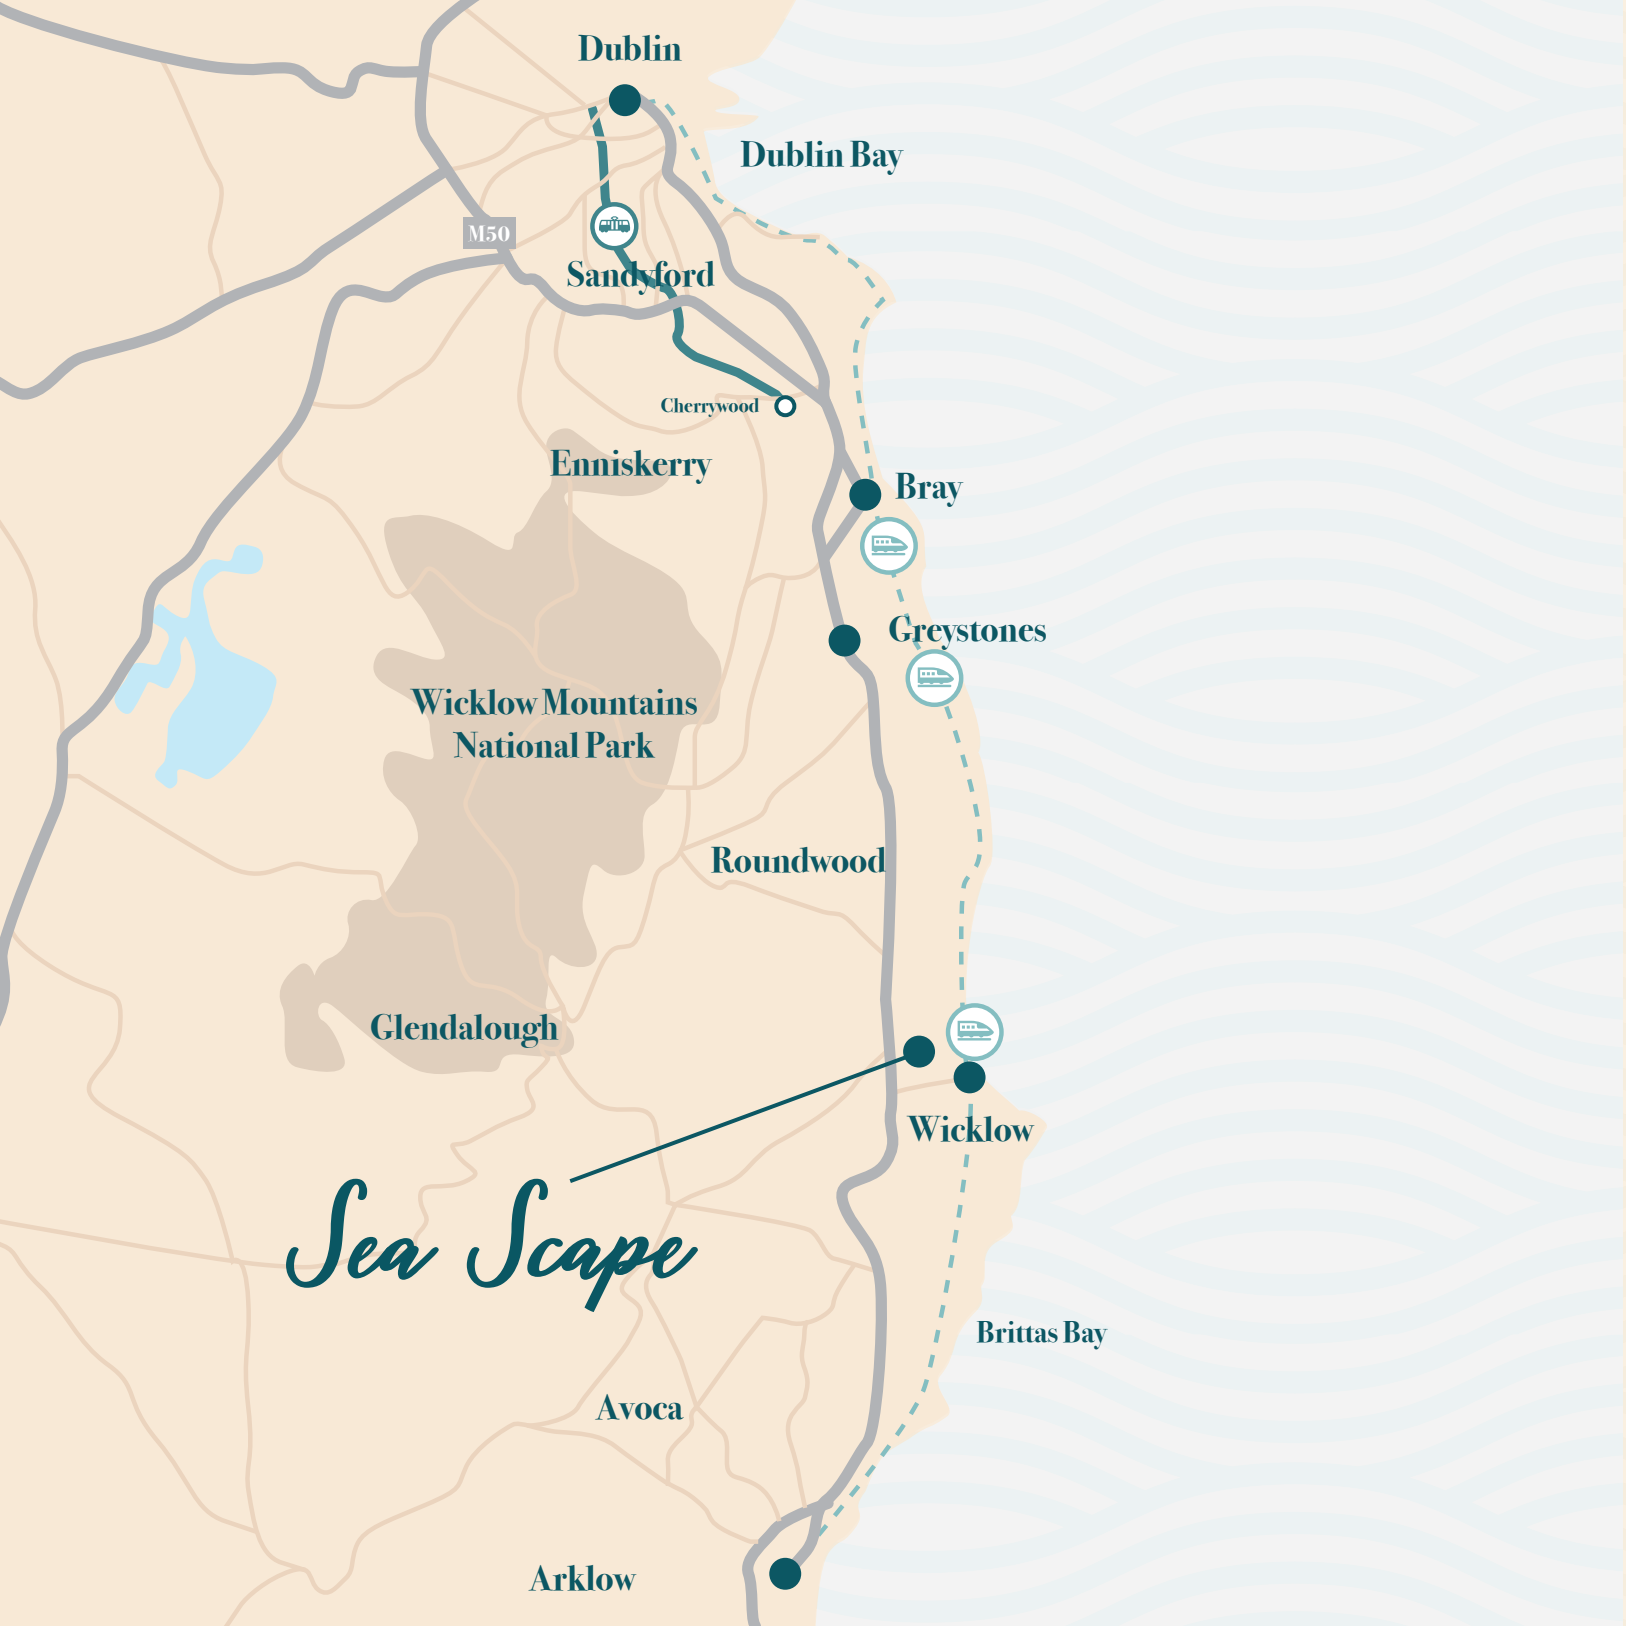 Dublin
Dublin Bay
M50
Sandyford
Cherrywood
Enniskerry
Bray
Greystones
Wicklow Mountains
National Park
Roundwood
Glendalough
Wicklow
Sea Scape
Brittas Bay
Avoca
Arklow